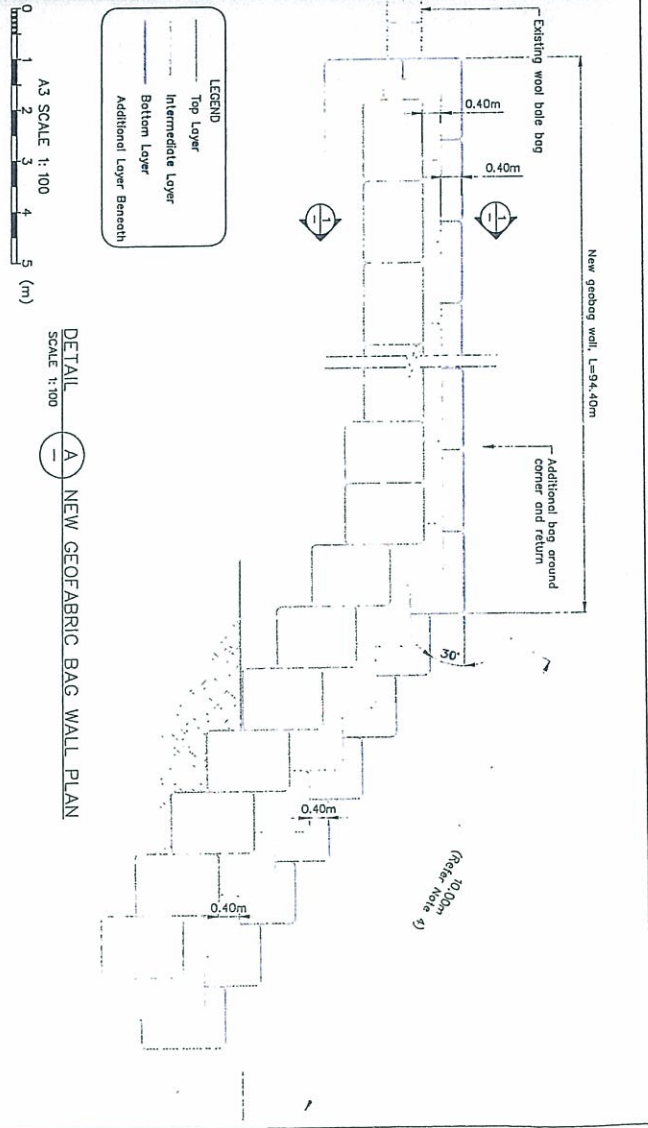 Existing wool bale bag
New geobag wall, L=94.40m
0.40m
0.40m
1
–
1
–
Additional bag around
corner and return
30°
10.00m
(Refer Note 4)
0.40m
0.40m
LEGEND
Top Layer
Intermediate Layer
Bottom Layer
Additional Layer Beneath
0 1 2 3 4 5 (m)
A3 SCALE 1:100
DETAIL A NEW GEOFABRIC BAG WALL PLAN
SCALE 1:100 –